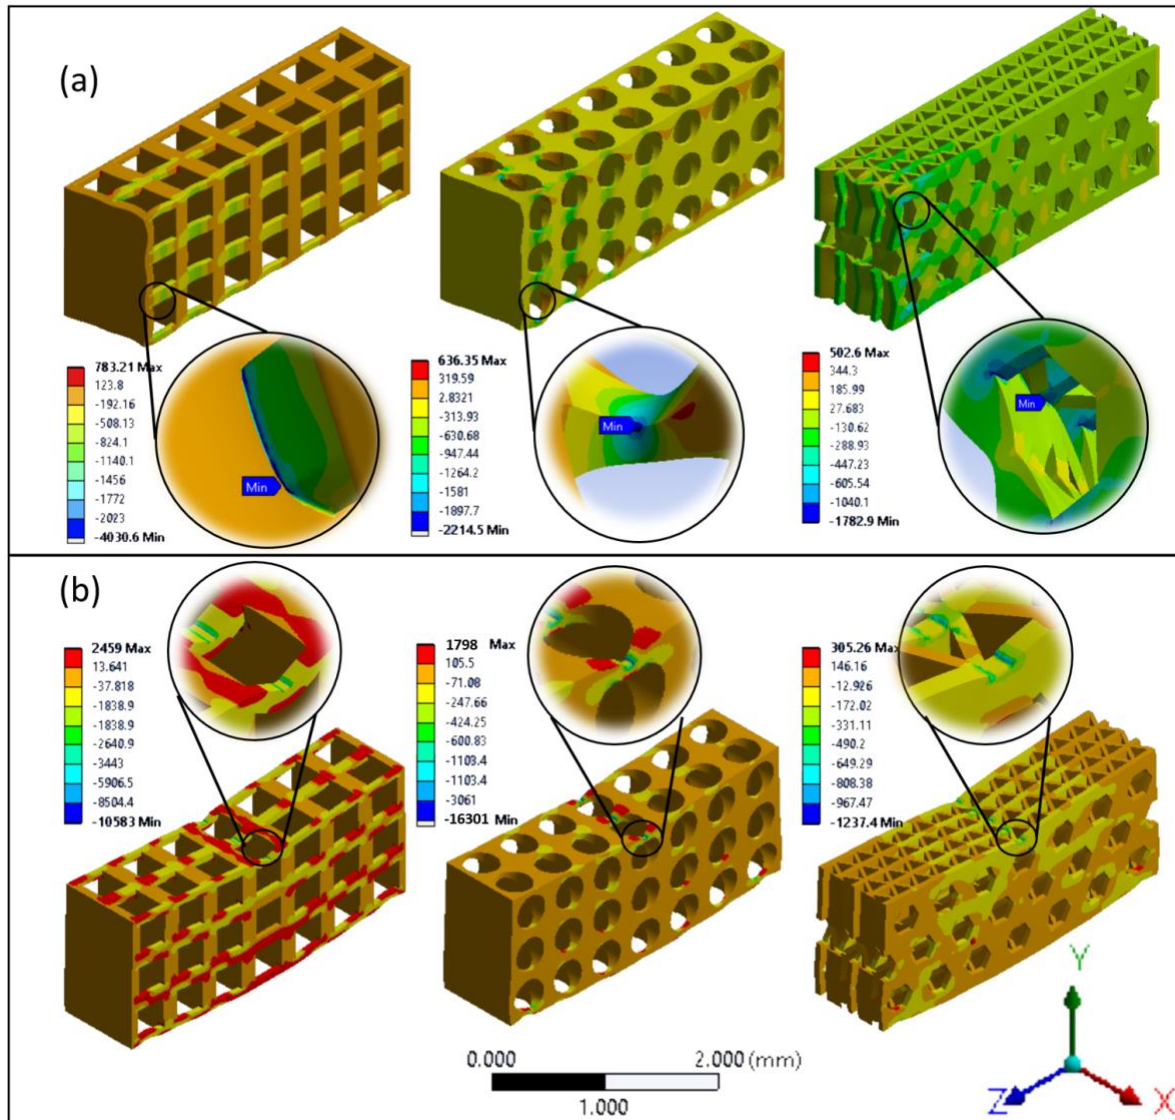 (a)
783.21 Max
123.8
-192.16
-508.13
-824.1
-1140.1
-1456
-1772
-2023
-4030.6 Min
Min
636.35 Max
319.59
2.8321
-313.93
-630.68
-947.44
-1264.2
-1581
-1897.7
-2214.5 Min
Min
502.6 Max
344.3
185.99
27.683
-130.62
-288.93
-447.23
-605.54
-1040.1
-1782.9 Min
Min
(b)
2459 Max
13.641
-37.818
-1838.9
-1838.9
-2640.9
-3443
-5906.5
-8504.4
-10583 Min
1798 Max
105.5
-71.08
-247.66
-424.25
-600.83
-1103.4
-1103.4
-3061
-16301 Min
305.26 Max
146.16
-12.926
-172.02
-331.11
-490.2
-649.29
-808.38
-967.47
-1237.4 Min
0.000 2.000 (mm)
1.000
Y
Z
X